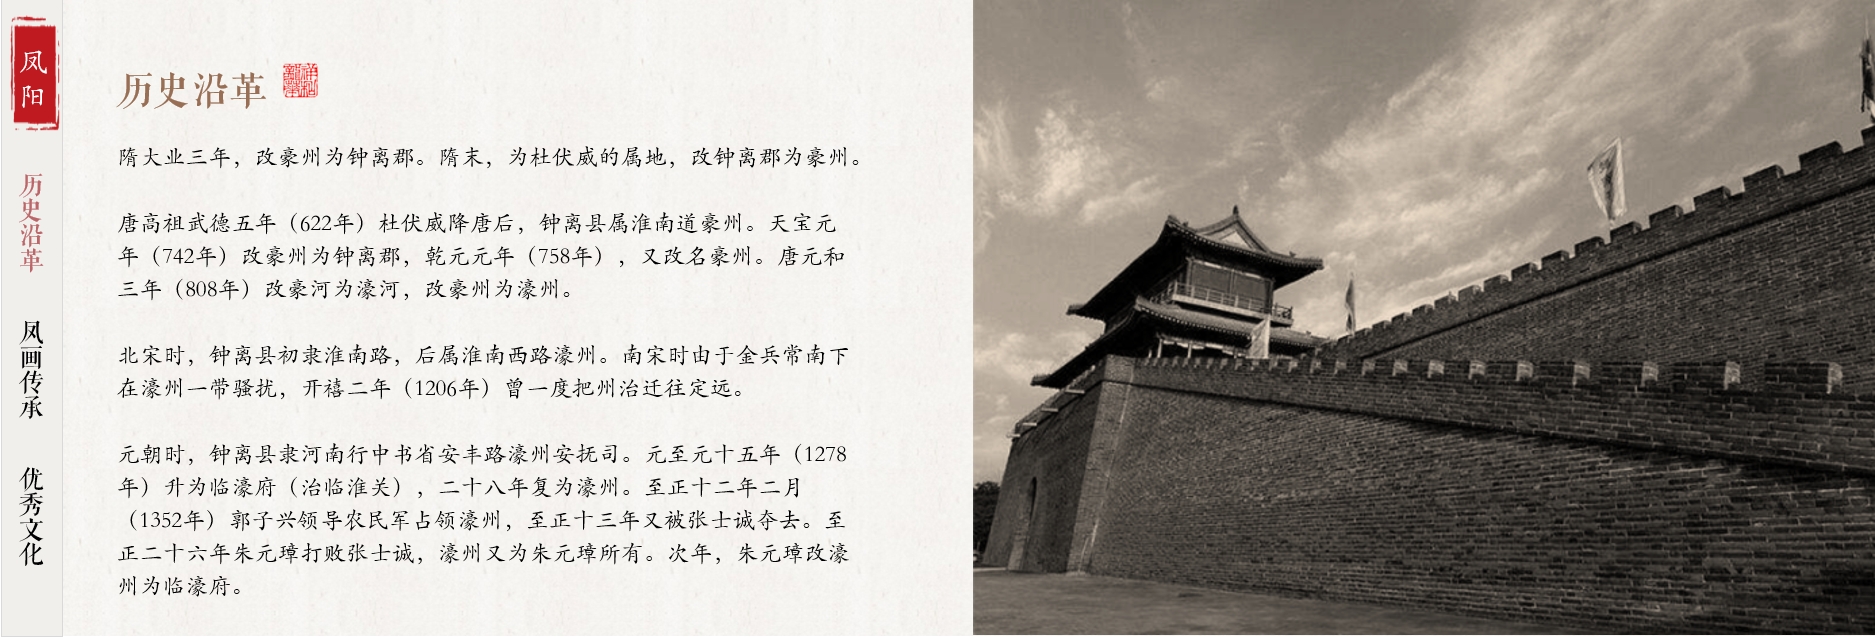 凤阳
历史沿革
凤画传承
优秀文化
历史沿革
隋大业三年，改豪州为钟离郡。隋末，为杜伏威的属地，改钟离郡为豪州。
唐高祖武德五年（622年）杜伏威降唐后，钟离县属淮南道豪州。天宝元
年（742年）改豪州为钟离郡，乾元元年（758年），又改名豪州。唐元和
三年（808年）改豪河为濠河，改豪州为濠州。
北宋时，钟离县初隶淮南路，后属淮南西路濠州。南宋时由于金兵常南下
在濠州一带骚扰，开禧二年（1206年）曾一度把州治迁往定远。
元朝时，钟离县隶河南行中书省安丰路濠州安抚司。元至元十五年（1278
年）升为临濠府（治临淮关），二十八年复为濠州。至正十二年二月
（1352年）郭子兴领导农民军占领濠州，至正十三年又被张士诚夺去。至
正二十六年朱元璋打败张士诚，濠州又为朱元璋所有。次年，朱元璋改濠
州为临濠府。